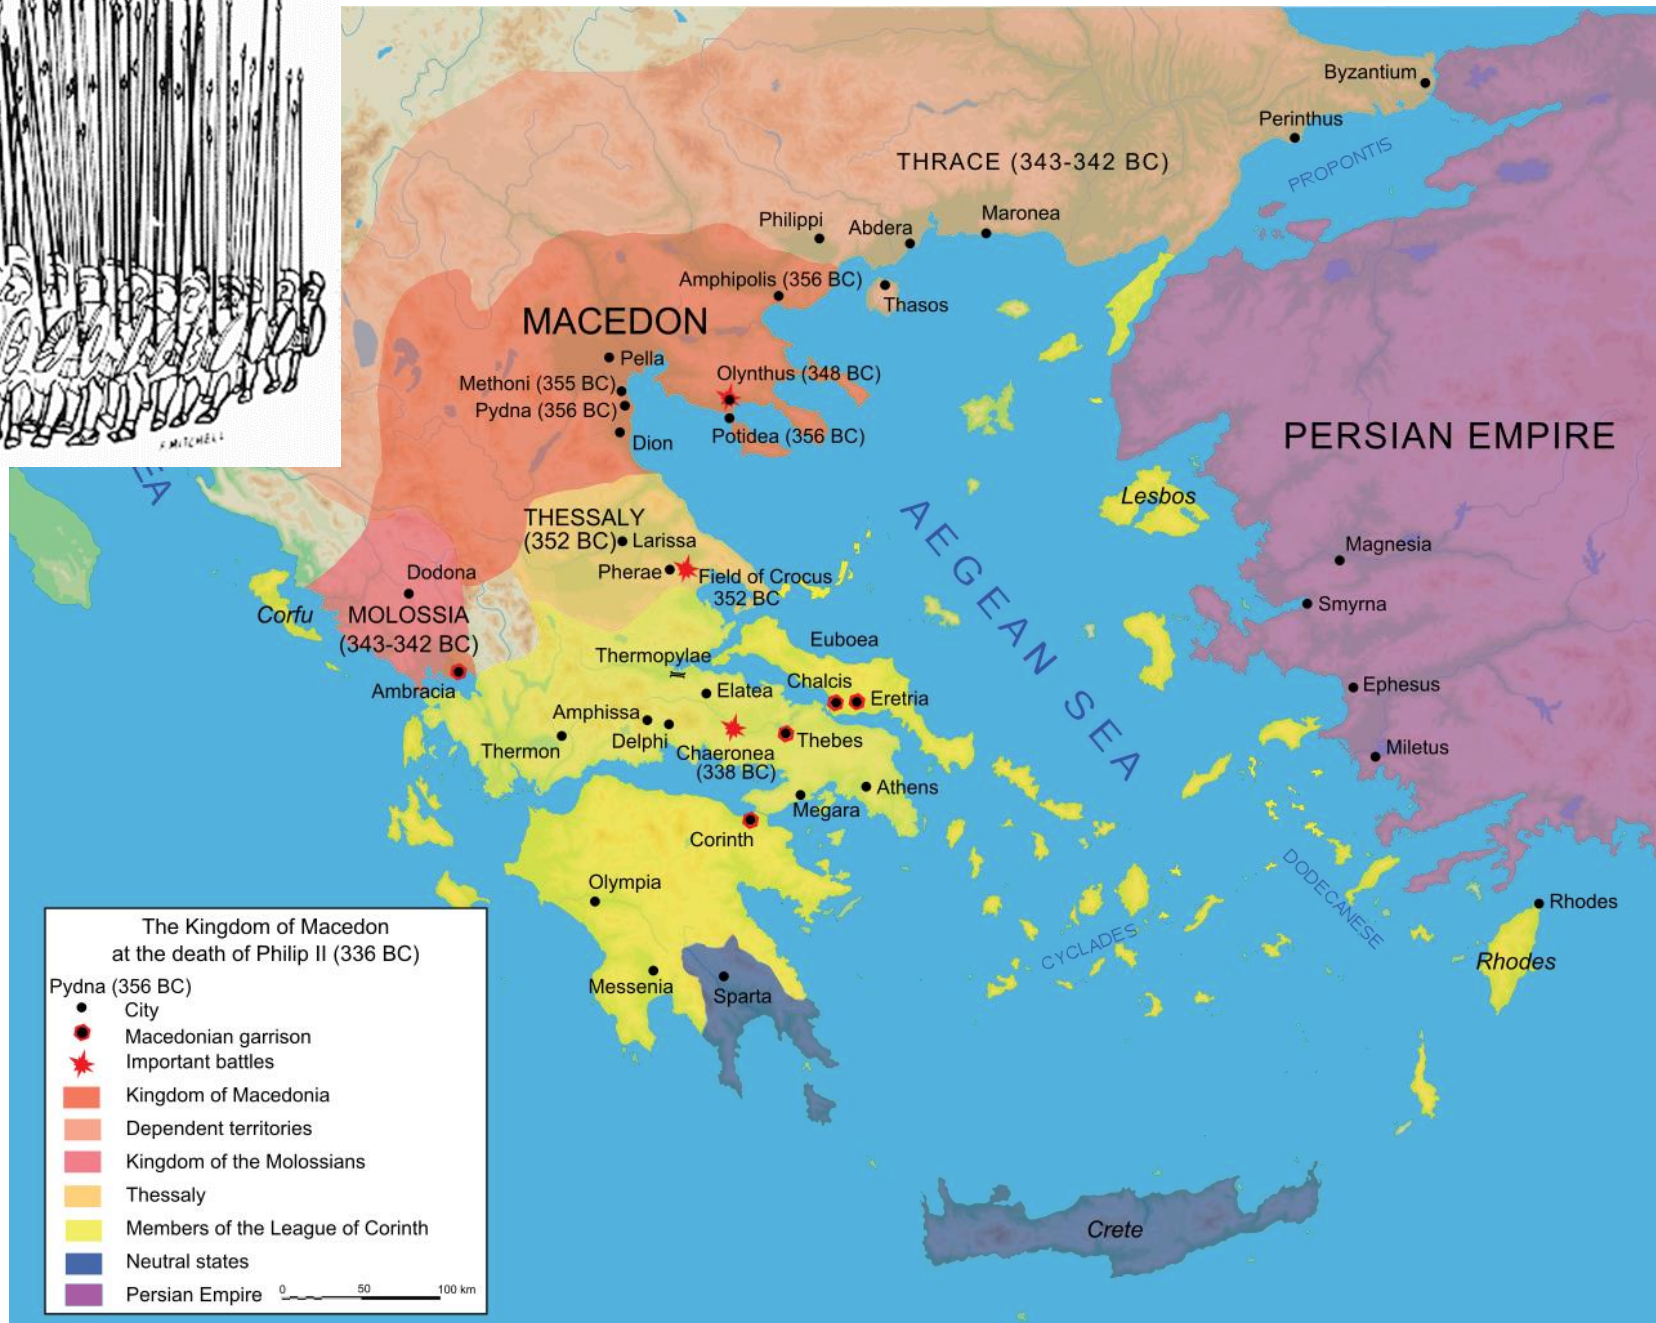 Byzantium
Perinthus
PROPONTIS
THRACE (343-342 BC)
Philippi
Abdera
Maronea
Amphipolis (356 BC)
Thasos
MACEDON
Pella
Methoni (355 BC)
Olynthus (348 BC)
Pydna (356 BC)
Potidea (356 BC)
Dion
F. MITCHELL
PERSIAN EMPIRE
EA
Lesbos
AEGEAN SEA
THESSALY
(352 BC)
Larissa
Pherae
Field of Crocus
352 BC
Magnesia
Smyrna
Dodona
Corfu
MOLOSSIA
(343-342 BC)
Ambracia
Euboea
Thermopylae
Chalcis
Elatea
Eretria
Ephesus
Amphissa
Delphi
Thermon
Chaeronea
(338 BC)
Thebes
Miletus
Athens
Megara
Corinth
Olympia
DODECANESE
Rhodes
CYCLADES
Rhodes
Messenia
Sparta
Crete
The Kingdom of Macedon
at the death of Philip II (336 BC)
Pydna (356 BC)
City
Macedonian garrison
Important battles
Kingdom of Macedonia
Dependent territories
Kingdom of the Molossians
Thessaly
Members of the League of Corinth
Neutral states
Persian Empire
0 50 100 km